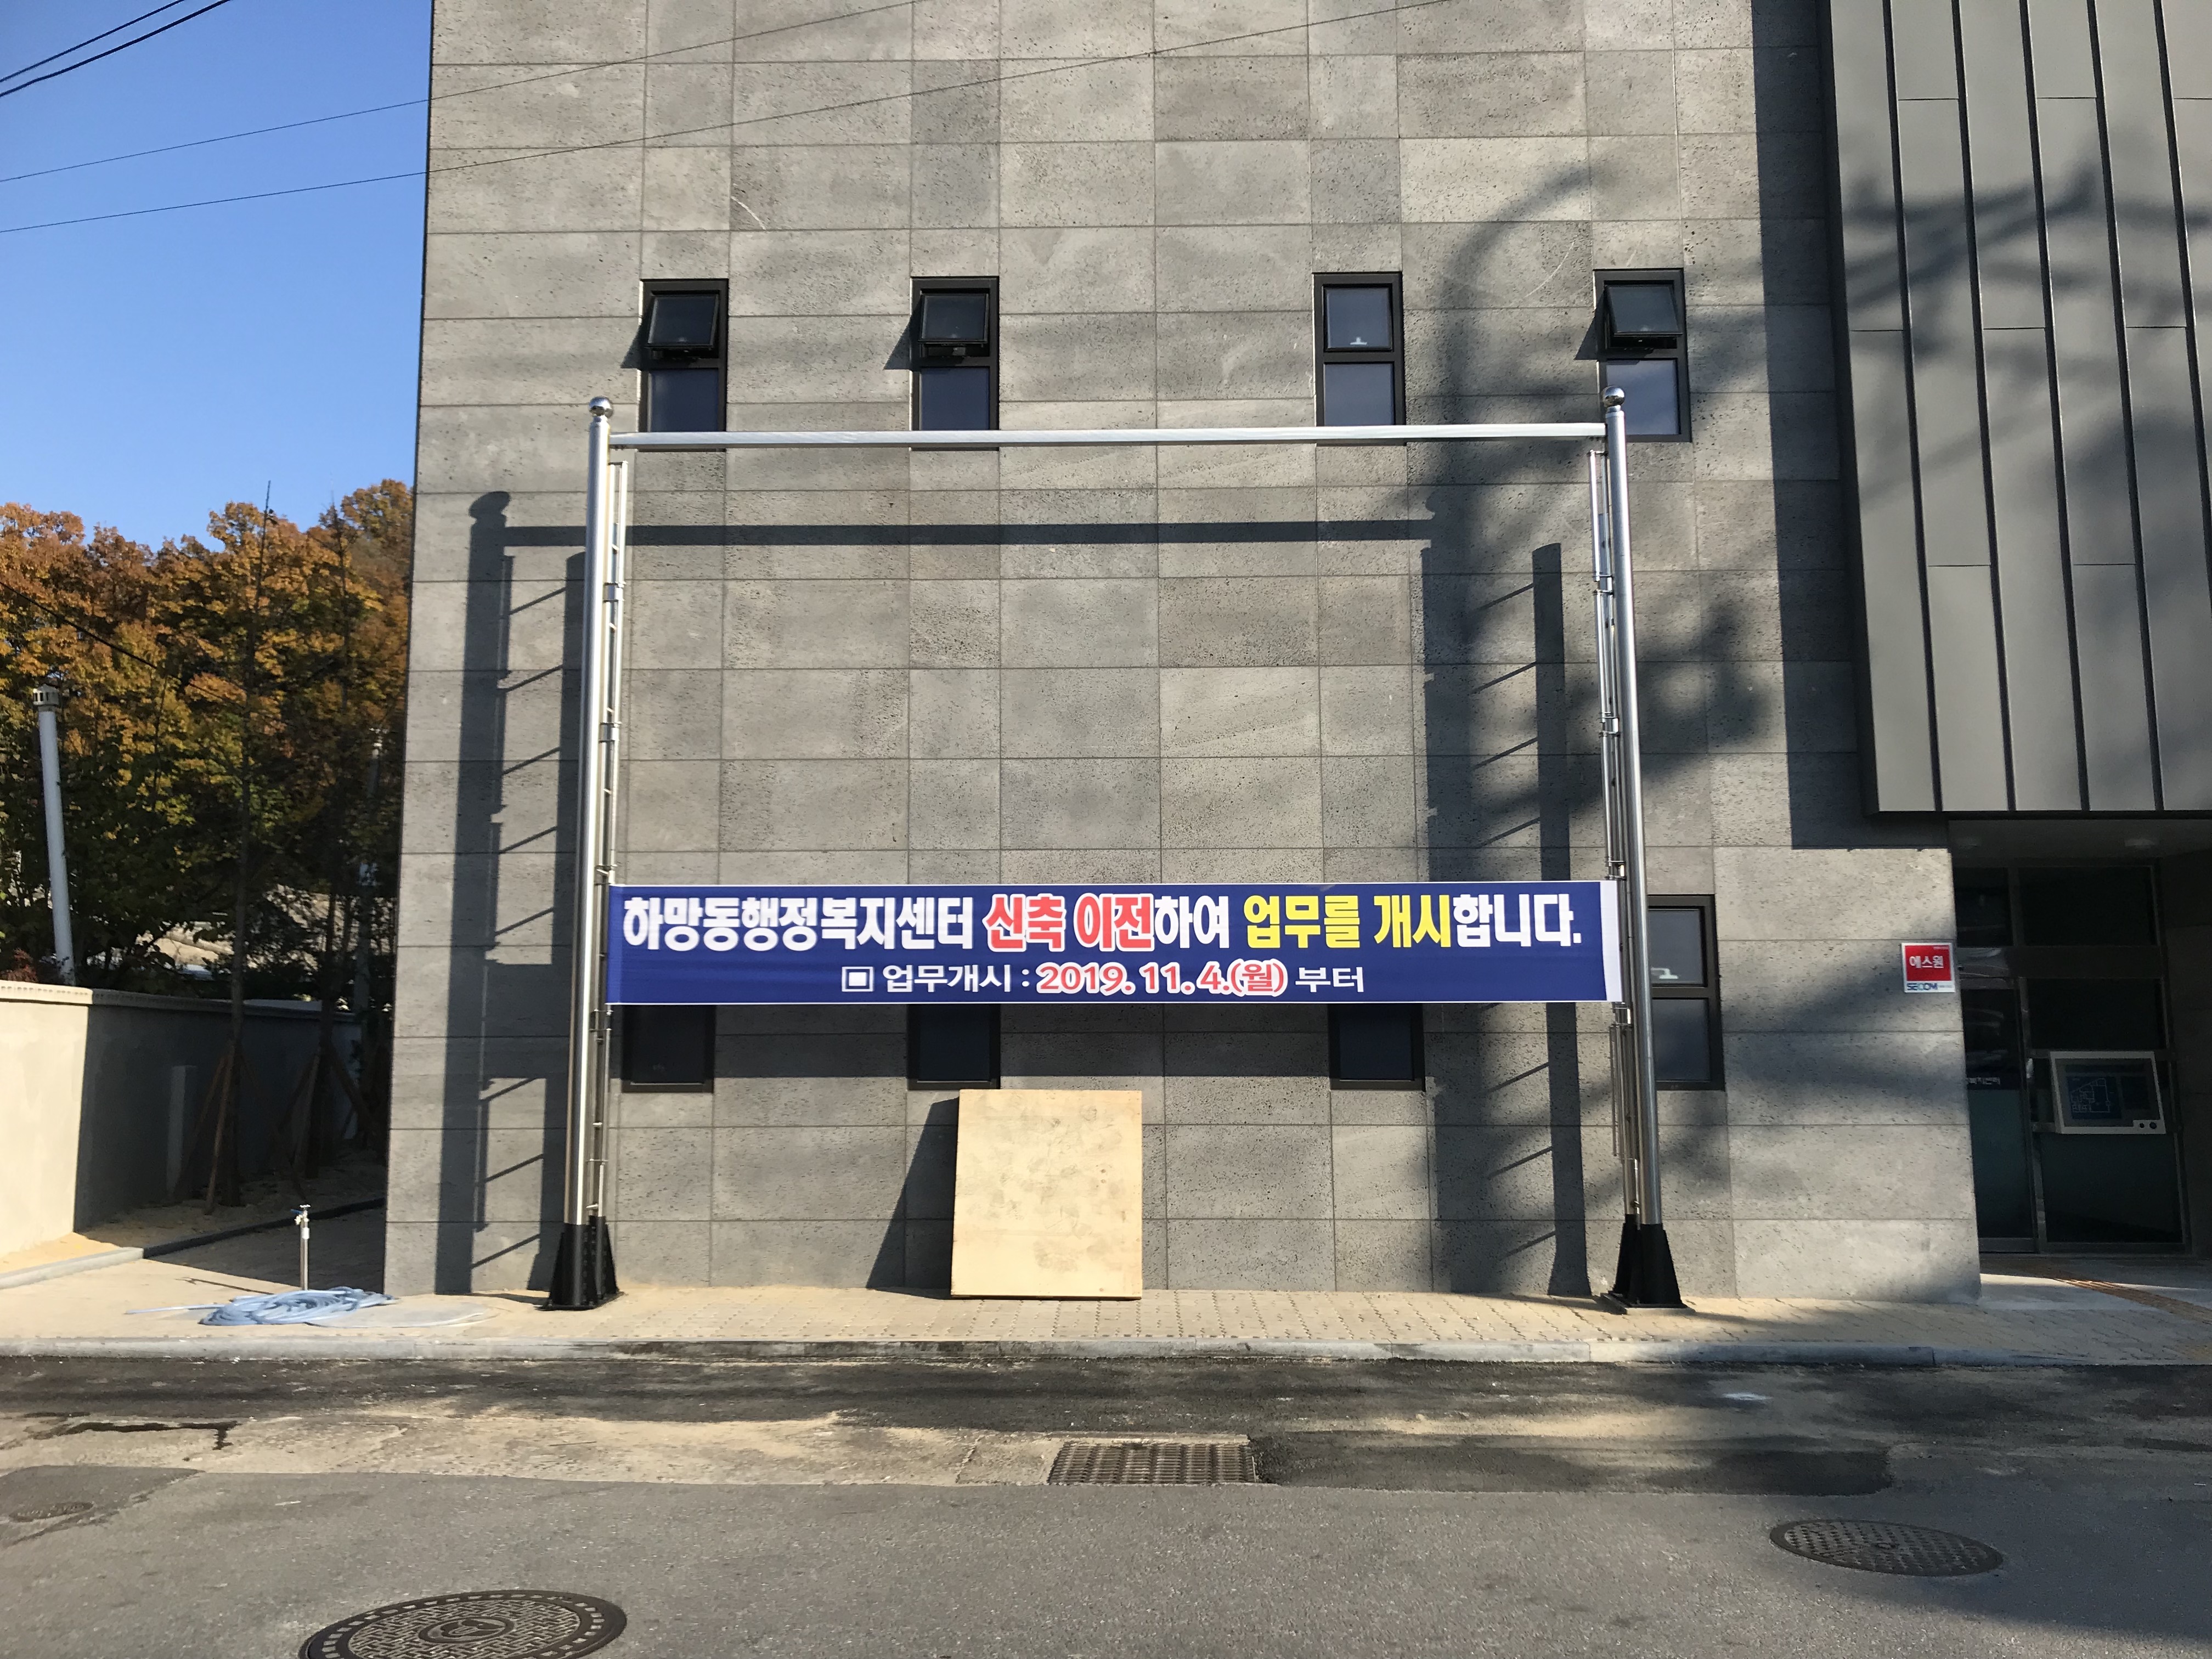 하망동행정복지센터 신축 이전하여 업무를 개시합니다.
▣ 업무개시 : 2019. 11. 4.(월) 부터
에스원
SECOM